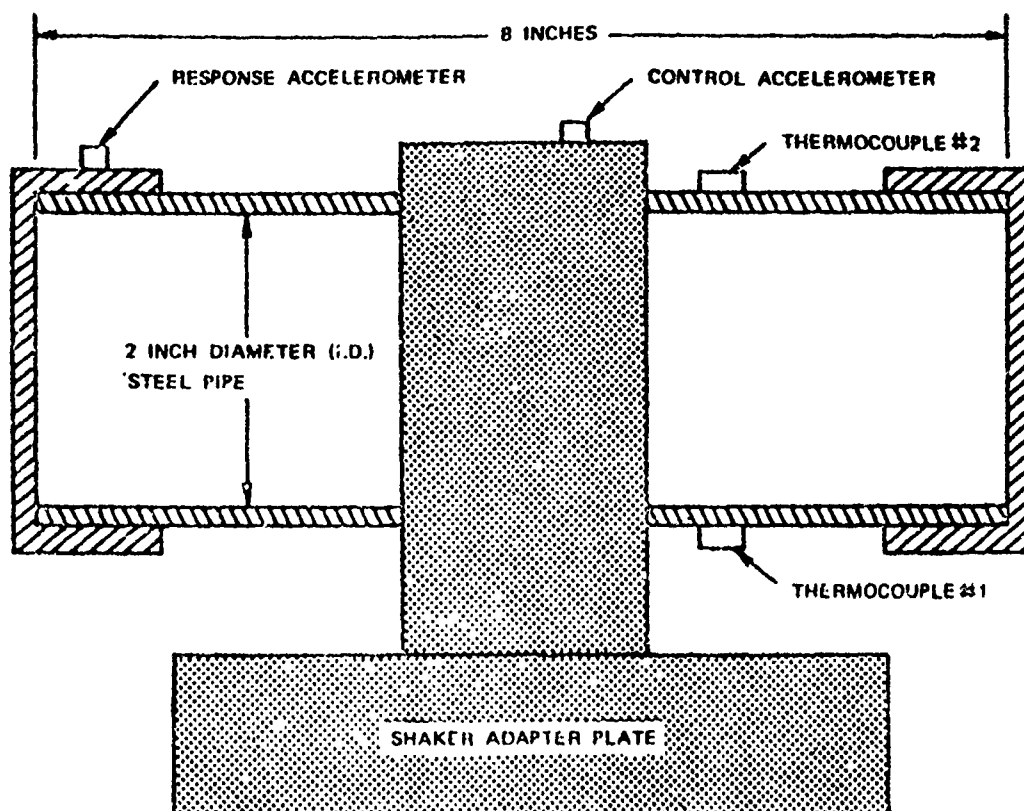 8 INCHES
RESPONSE ACCELEROMETER
CONTROL ACCELEROMETER
THERMOCOUPLE #2
2 INCH DIAMETER (I.D.)
STEEL PIPE
THERMOCOUPLE #1
SHAKER ADAPTER PLATE